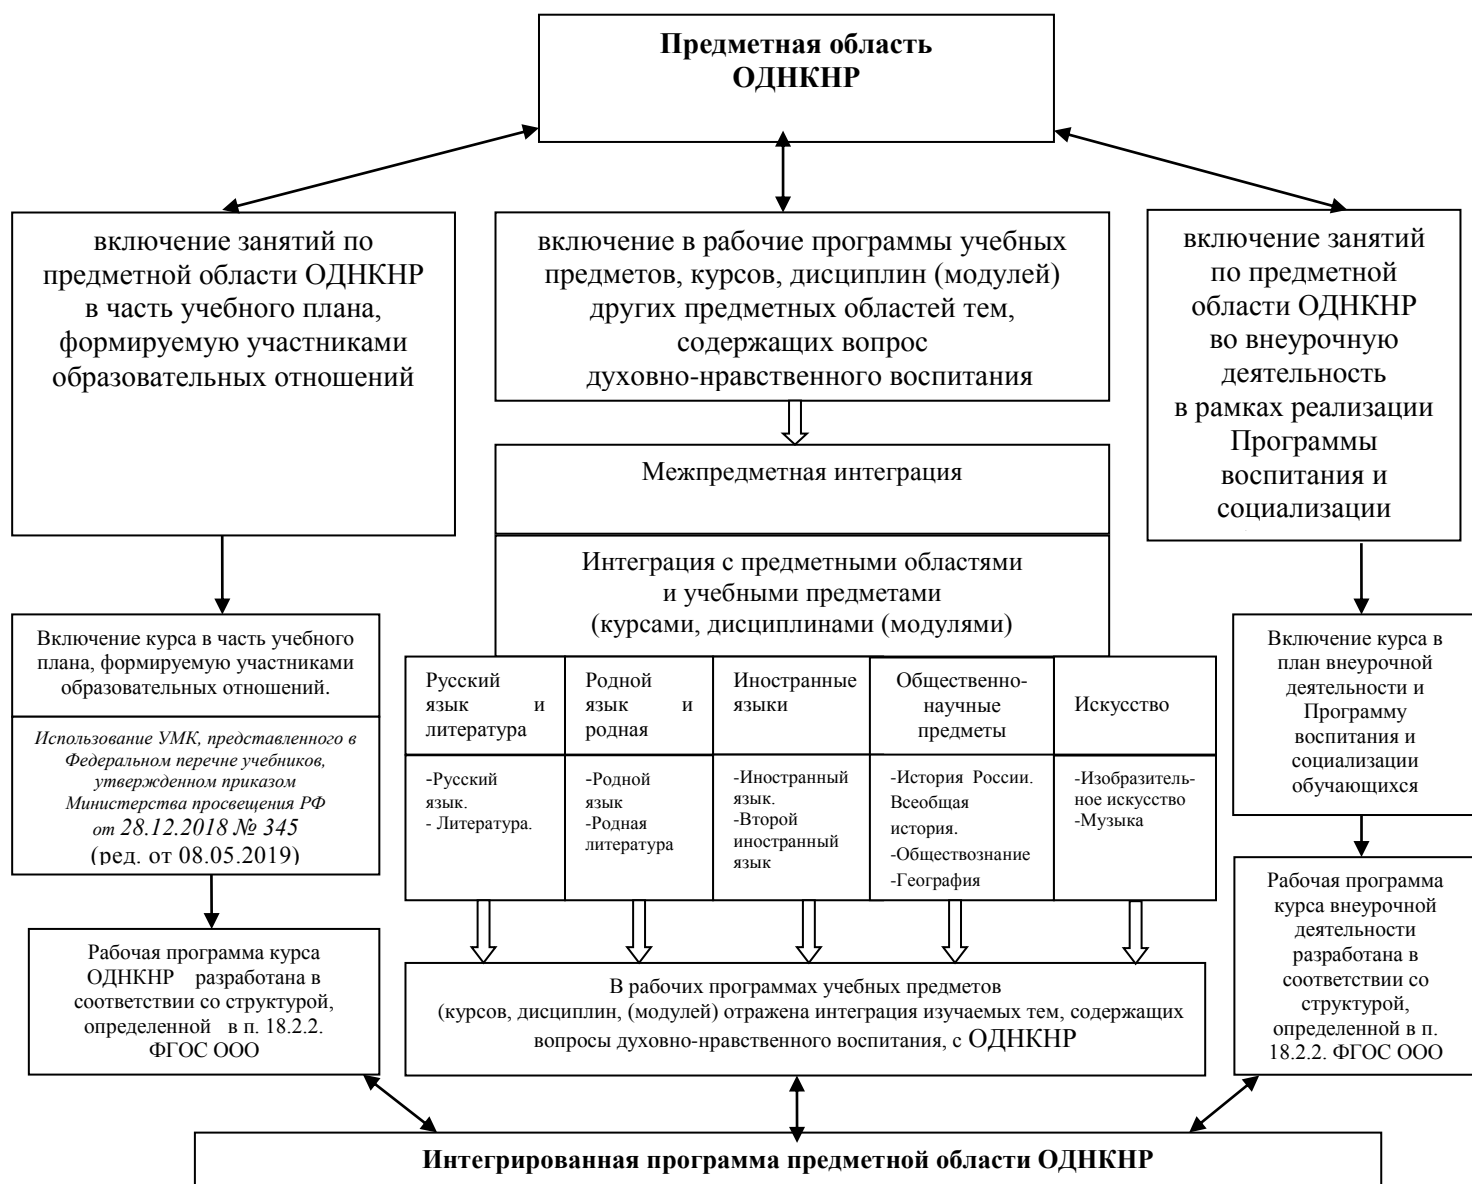 Предметная область
ОДНКНР
включение занятий по
предметной области ОДНКНР
в часть учебного плана,
формируемую участниками
образовательных отношений
включение в рабочие программы учебных
предметов, курсов, дисциплин (модулей)
других предметных областей тем,
содержащих вопрос
духовно-нравственного воспитания
включение занятий
по предметной
области ОДНКНР
во внеурочную
деятельность
в рамках реализации
Программы
воспитания и
социализации
Межпредметная интеграция
Интеграция с предметными областями
и учебными предметами
(курсами, дисциплинами (модулями)
Включение курса в часть учебного
плана, формируемую участниками
образовательных отношений.
Использование УМК, представленного в
Федеральном перечне учебников,
утвержденном приказом
Министерства просвещения РФ
от 28.12.2018 № 345
(ред. от 08.05.2019)
Русский
язык и
литература
Родной
язык и
родная
Иностранные
языки
Общественно-
научные
предметы
Искусство
-Русский
язык.
- Литература.
-Родной
язык
-Родная
литература
-Иностранный
язык.
-Второй
иностранный
язык
-История России.
Всеобщая
история.
-Обществознание
-География
-Изобразитель-
ное искусство
-Музыка
Включение курса в
план внеурочной
деятельности и
Программу
воспитания и
социализации
обучающихся
Рабочая программа курса
ОДНКНР разработана в
соответствии со структурой,
определенной в п. 18.2.2.
ФГОС ООО
В рабочих программах учебных предметов
(курсов, дисциплин, (модулей) отражена интеграция изучаемых тем, содержащих
вопросы духовно-нравственного воспитания, с ОДНКНР
Рабочая программа
курса внеурочной
деятельности
разработана в
соответствии со
структурой,
определенной в п.
18.2.2. ФГОС ООО
Интегрированная программа предметной области ОДНКНР